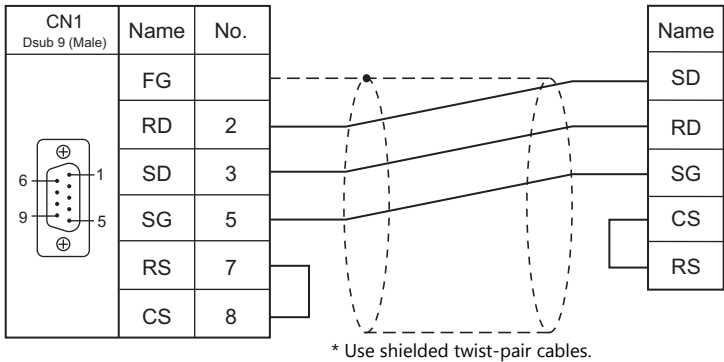 CN1
Dsub 9 (Male)
Name No.
Name
FG
SD
RD 2
RD
SD 3
SG
SG 5
CS
RS 7
RS
CS 8
6 1
9 5
* Use shielded twist-pair cables.